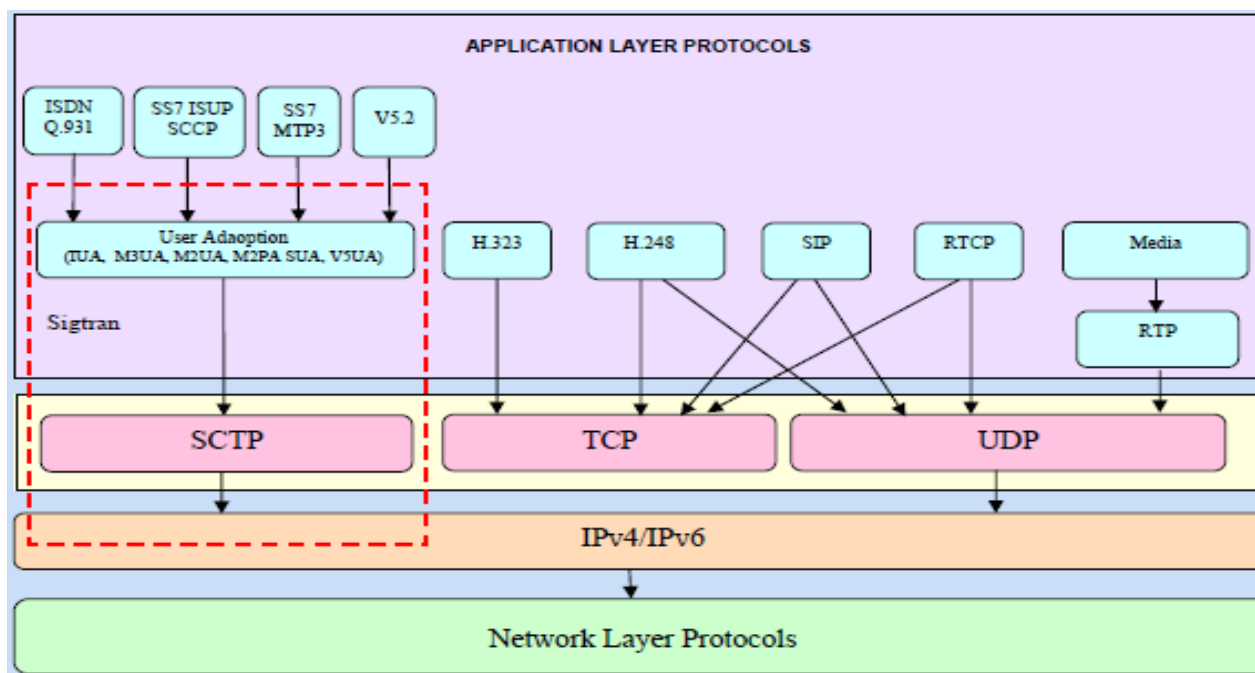 APPLICATION LAYER PROTOCOLS
ISDN
Q.931
SS7 ISUP
SCCP
SS7
MTP3
V5.2
User Adaoption
(IUA, M3UA, M2UA, M2PA SUA, V5UA)
H.323
H.248
SIP
RTCP
Media
Sigtran
RTP
SCTP
TCP
UDP
IPv4/IPv6
Network Layer Protocols